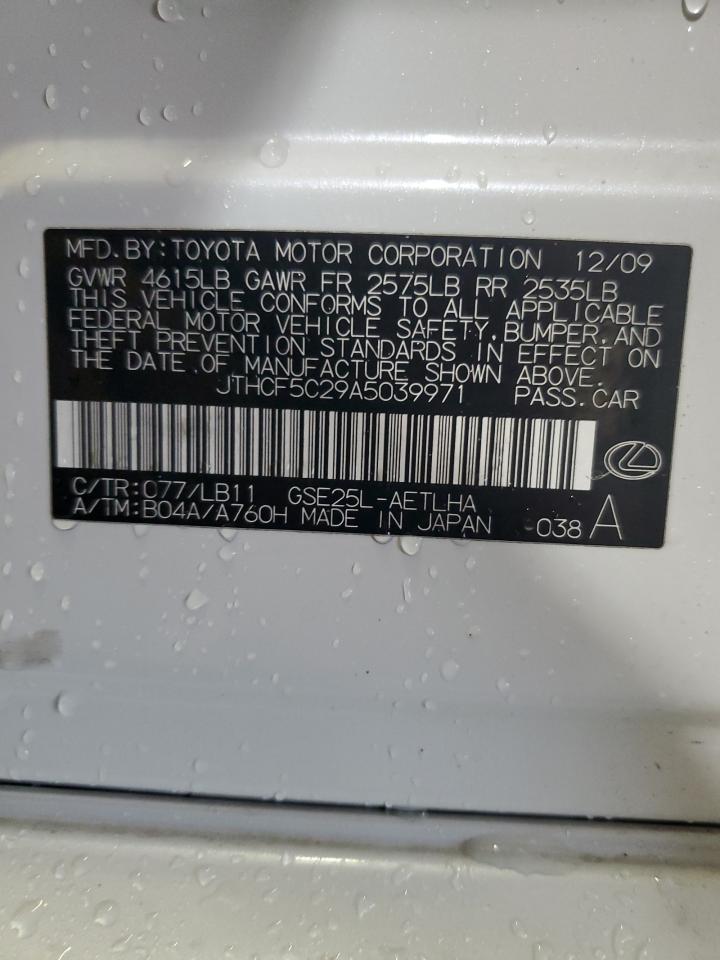 MFD.BY:TOYOTA MOTOR CORPORATION 12/09
GVWR 4615LB GAWR FR 2575LB RR 2535LB
THIS VEHICLE CONFORMS TO ALL APPLICABLE
FEDERAL MOTOR VEHICLE SAFETY,BUMPER,AND
THEFT PREVENTION STANDARDS IN EFFECT ON
THE DATE OF MANUFACTURE SHOWN ABOVE.
JTHCF5C29A5039971 PASS.CAR
C/TR:077/LB11 GSE25L-AETLHA
A/TM:B04A/A760H MADE IN JAPAN 038 A